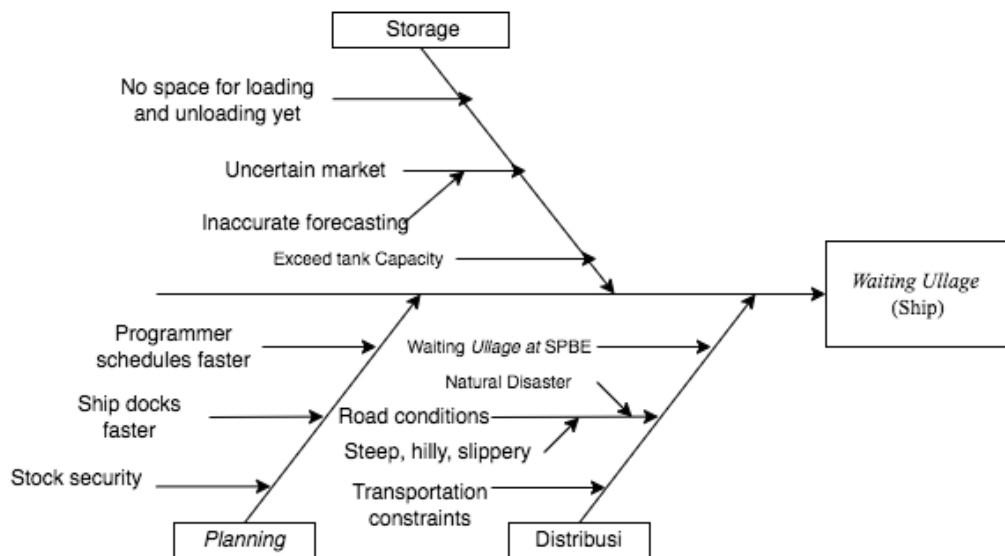 Storage
No space for loading
and unloading yet
Uncertain market
Inaccurate forecasting
Exceed tank Capacity
Waiting Ullage
(Ship)
Programmer
schedules faster
Ship docks
faster
Stock security
Planning
Waiting Ullage at SPBE
Natural Disaster
Road conditions
Steep, hilly, slippery
Transportation
constraints
Distribusi